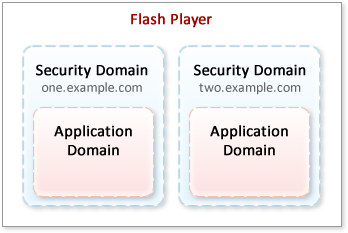 Flash Player
Security Domain
one.example.com
Application
Domain
Security Domain
two.example.com
Application
Domain